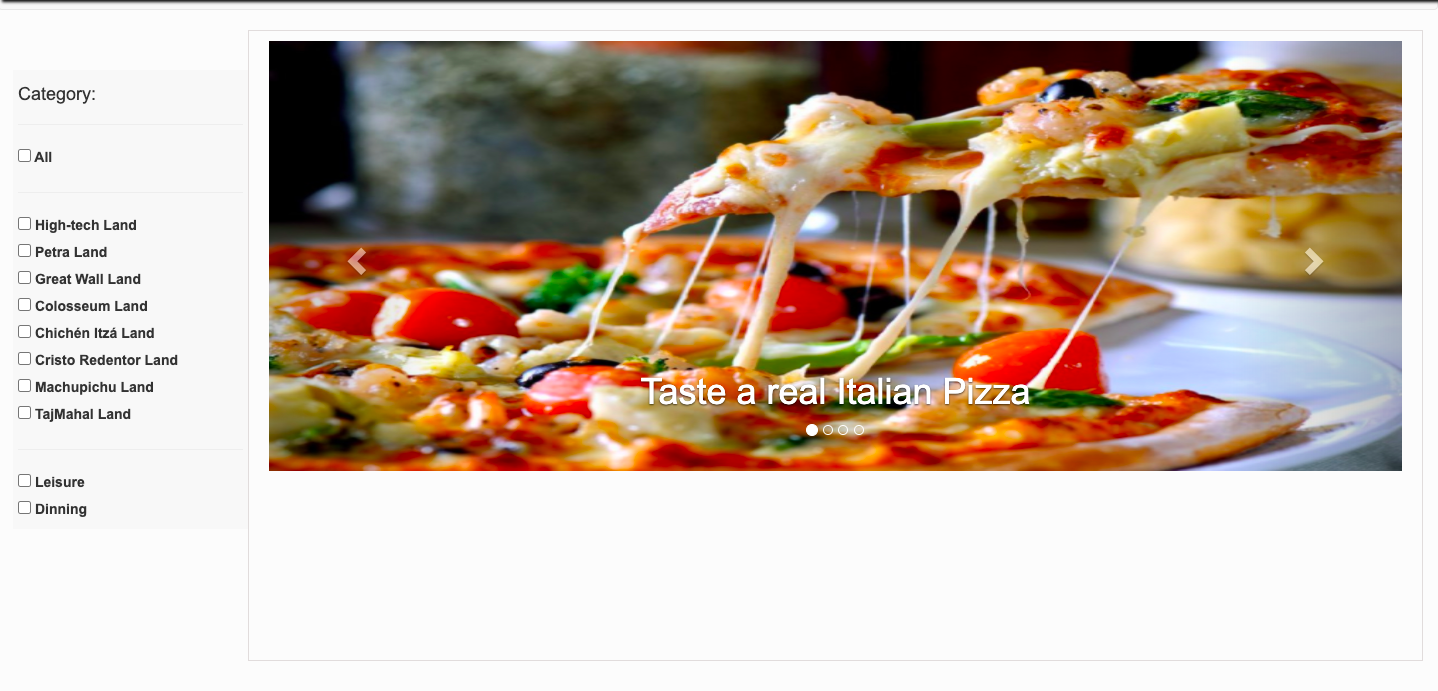 Category:
All
High-tech Land
Petra Land
Great Wall Land
Colosseum Land
Chichén Itzá Land
Cristo Redentor Land
Machupichu Land
TajMahal Land
Leisure
Dinning
Taste a real Italian Pizza